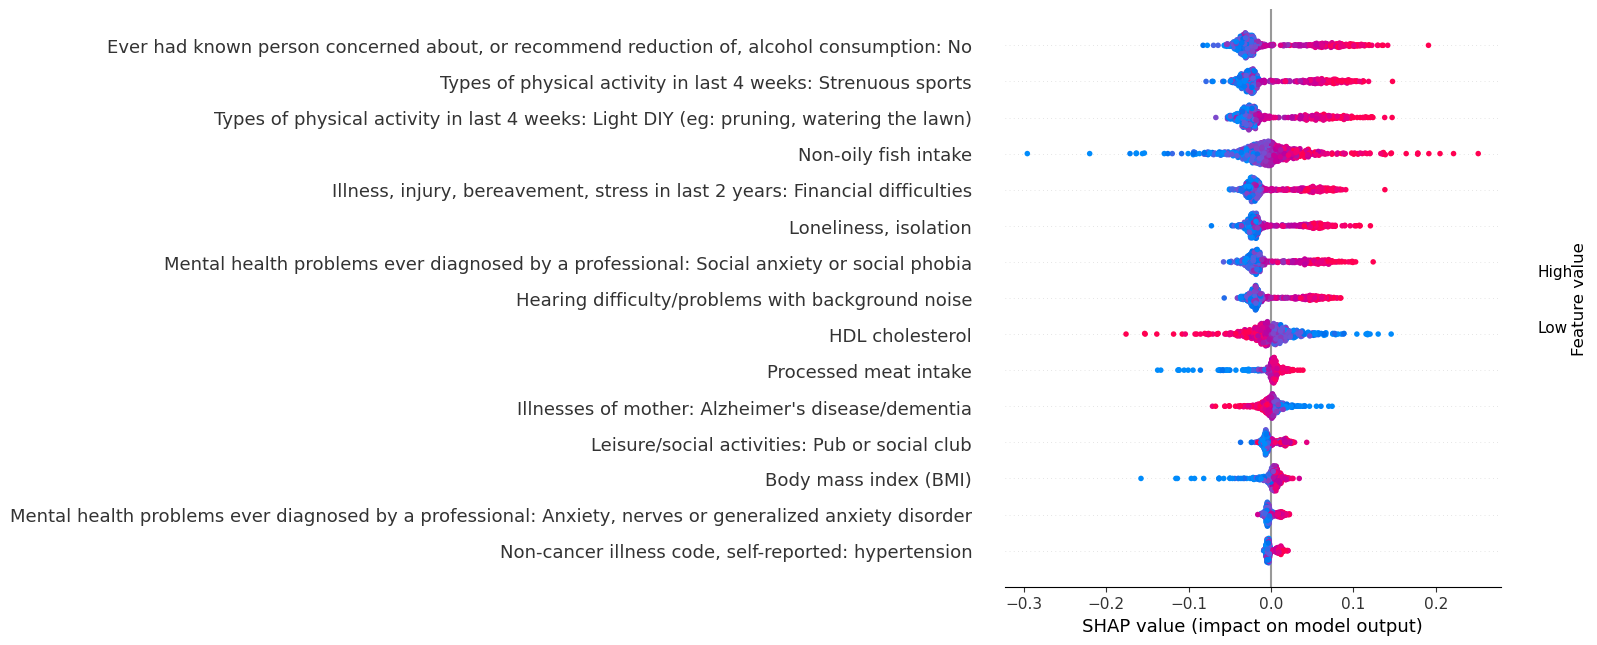 Ever had known person concerned about, or recommend reduction of, alcohol consumption: No
Types of physical activity in last 4 weeks: Strenuous sports
Types of physical activity in last 4 weeks: Light DIY (eg: pruning, watering the lawn)
Non-oily fish intake
Illness, injury, bereavement, stress in last 2 years: Financial difficulties
Loneliness, isolation
Mental health problems ever diagnosed by a professional: Social anxiety or social phobia
Hearing difficulty/problems with background noise
HDL cholesterol
Processed meat intake
Illnesses of mother: Alzheimer's disease/dementia
Leisure/social activities: Pub or social club
Body mass index (BMI)
Mental health problems ever diagnosed by a professional: Anxiety, nerves or generalized anxiety disorder
Non-cancer illness code, self-reported: hypertension
−0.3 −0.2 −0.1 0.0 0.1 0.2
SHAP value (impact on model output)
High
Low
Feature value